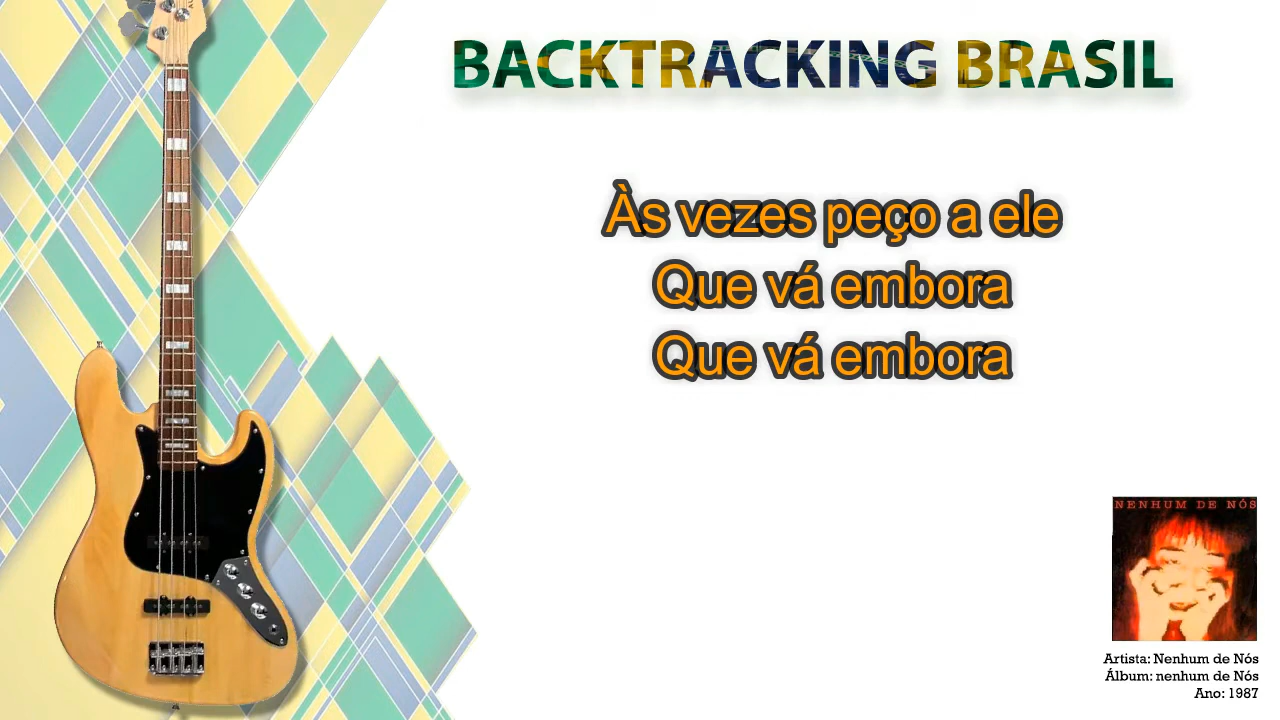 BACKTRACKING BRASIL
Às vezes peço a ele
Que vá embora
Que vá embora
NENHUM DE NÓS
Artista: Nenhum de Nós
Álbum: nenhum de Nós
Ano: 1987